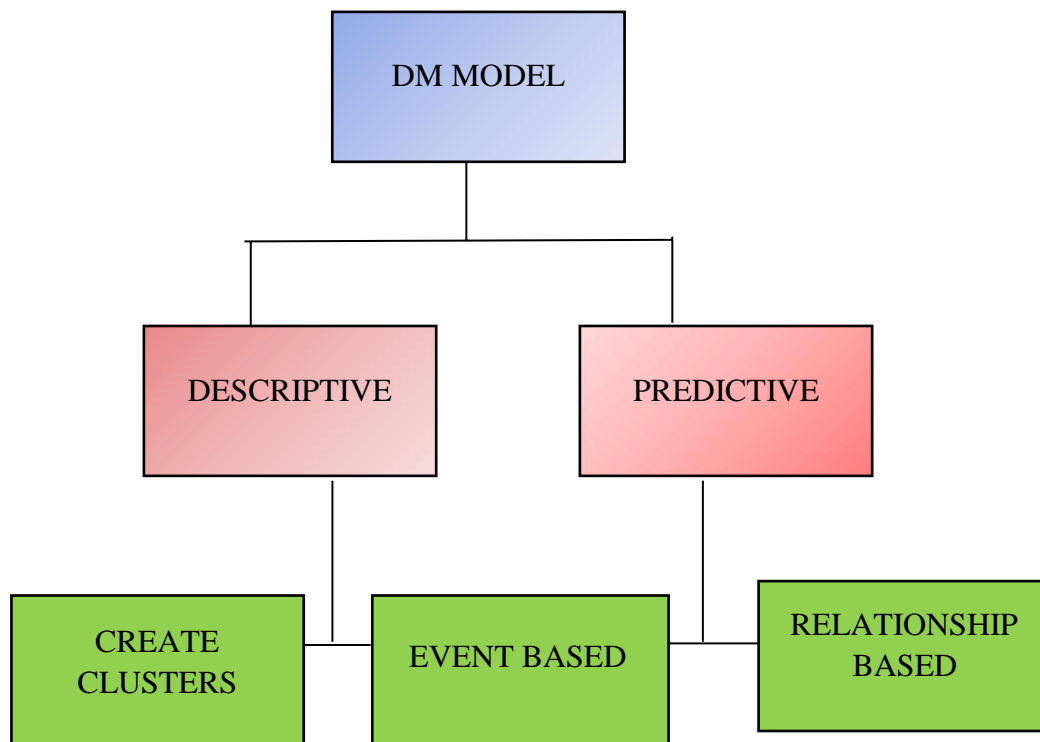 DM MODEL
DESCRIPTIVE
PREDICTIVE
CREATE
CLUSTERS
EVENT BASED
RELATIONSHIP
BASED